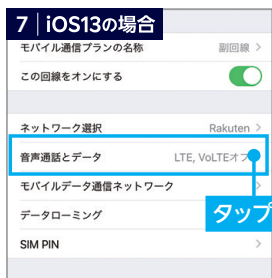 7 | iOS13の場合
モバイル通信プランの名称 副回線 >
この回線をオンにする
ネットワーク選択 Rakuten >
音声通話とデータ LTE, VoLTEオフ
モバイルデータ通信ネットワーク >
タップ
データローミング
SIM PIN >